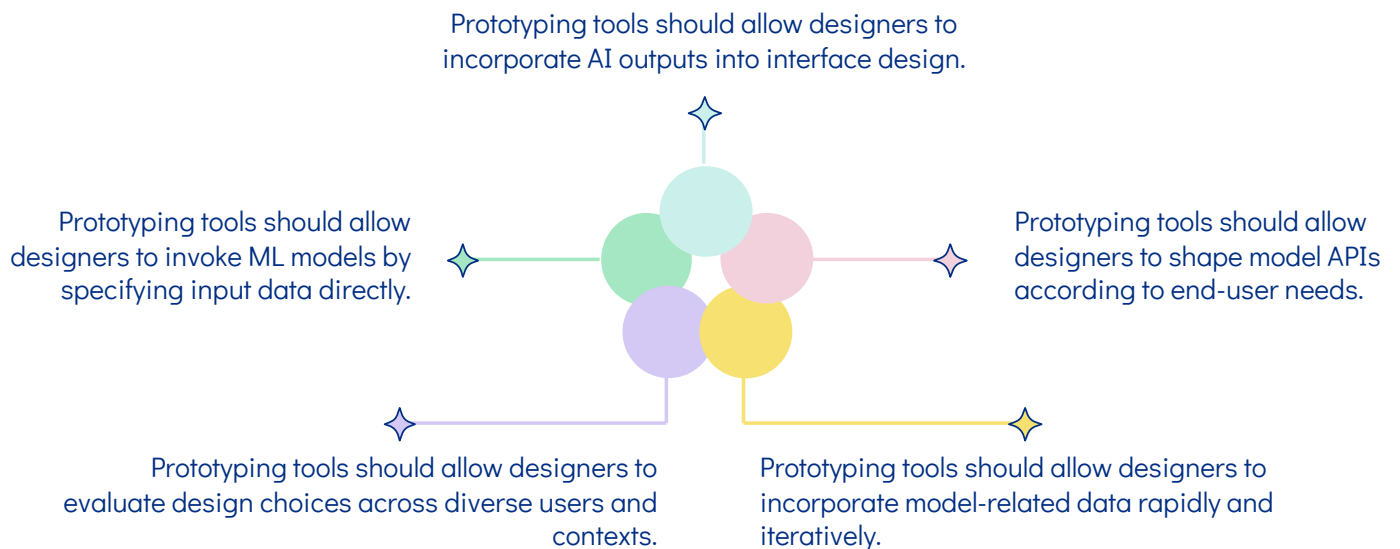 Prototyping tools should allow designers to
incorporate AI outputs into interface design.
Prototyping tools should allow
designers to invoke ML models by
specifying input data directly.
Prototyping tools should allow
designers to shape model APIs
according to end-user needs.
Prototyping tools should allow designers to
evaluate design choices across diverse users and
contexts.
Prototyping tools should allow designers to
incorporate model-related data rapidly and
iteratively.